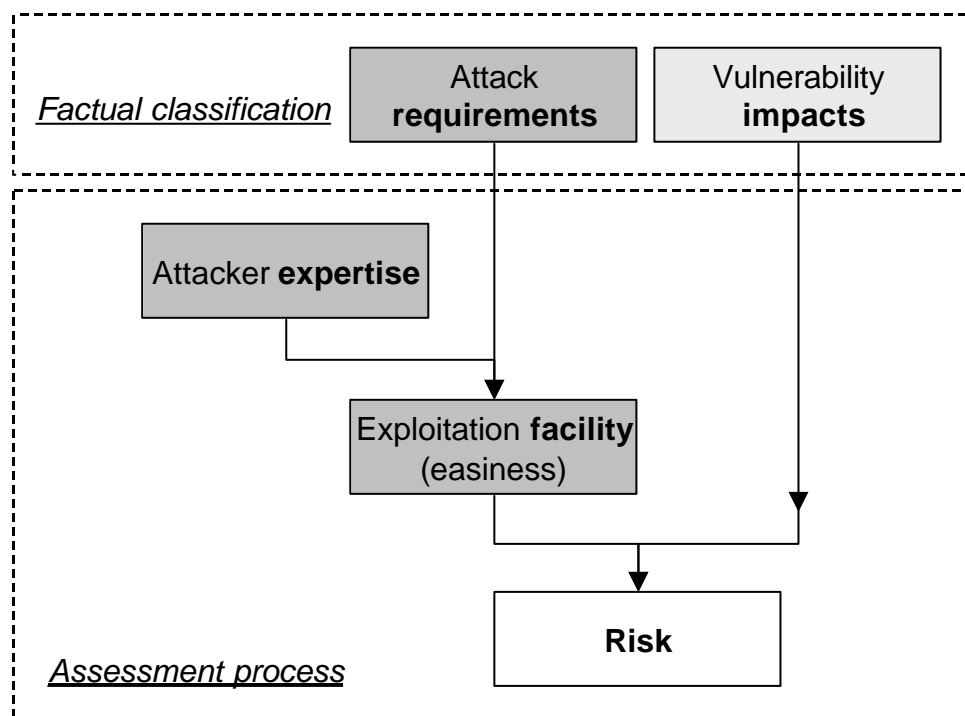 Factual classification
Attack
requirements
Vulnerability
impacts
Attacker expertise
Exploitation facility
(easiness)
Risk
Assessment process